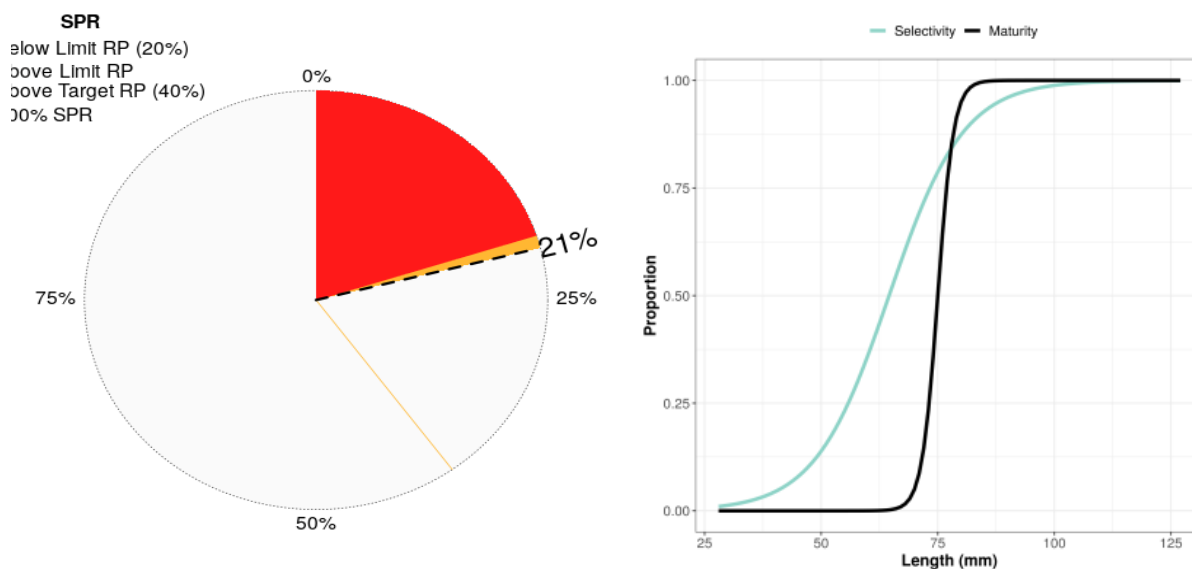 SPR
elow Limit RP (20%)
bove Limit RP
bove Target RP (40%)
00% SPR
0%
21%
25%
50%
75%
Selectivity Maturity
Proportion
1.00
0.75
0.50
0.25
0.00
25 50 75 100 125
Length (mm)